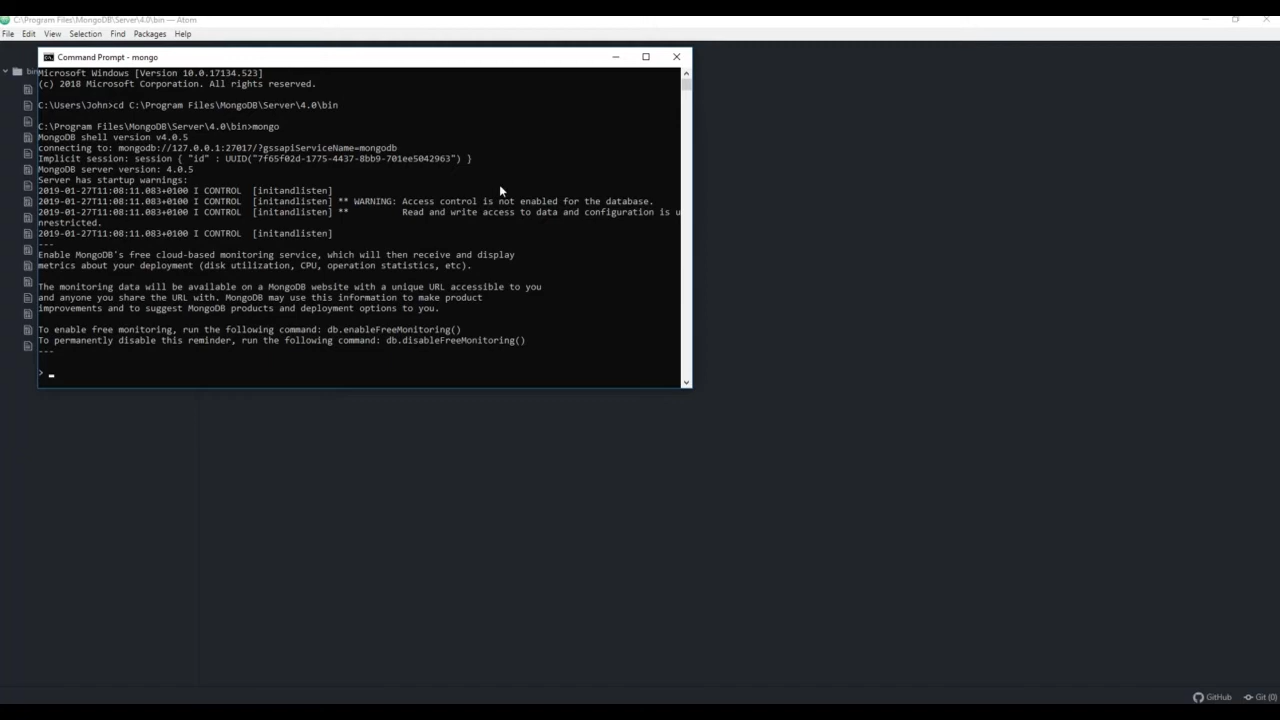 C:\Program Files\MongoDB\Server\4.0\bin — Atom
File Edit View Selection Find Packages Help
bin
Command Prompt - mongo
Microsoft Windows [Version 10.0.17134.523]
(c) 2018 Microsoft Corporation. All rights reserved.
C:\Users\John>cd C:\Program Files\MongoDB\Server\4.0\bin
C:\Program Files\MongoDB\Server\4.0\bin>mongo
MongoDB shell version v4.0.5
connecting to: mongodb://127.0.0.1:27017/?gssapiServiceName=mongodb
Implicit session: session { "id" : UUID("7f65f02d-1775-4437-8bb9-701ee5042963") }
MongoDB server version: 4.0.5
Server has startup warnings:
2019-01-27T11:08:11.083+0100 I CONTROL  [initandlisten]
2019-01-27T11:08:11.083+0100 I CONTROL  [initandlisten] ** WARNING: Access control is not enabled for the database.
2019-01-27T11:08:11.083+0100 I CONTROL  [initandlisten] **          Read and write access to data and configuration is u
nrestricted.
2019-01-27T11:08:11.083+0100 I CONTROL  [initandlisten]
---
Enable MongoDB's free cloud-based monitoring service, which will then receive and display
metrics about your deployment (disk utilization, CPU, operation statistics, etc).
The monitoring data will be available on a MongoDB website with a unique URL accessible to you
and anyone you share the URL with. MongoDB may use this information to make product
improvements and to suggest MongoDB products and deployment options to you.
To enable free monitoring, run the following command: db.enableFreeMonitoring()
To permanently disable this reminder, run the following command: db.disableFreeMonitoring()
---
> _
GitHub Git (0)